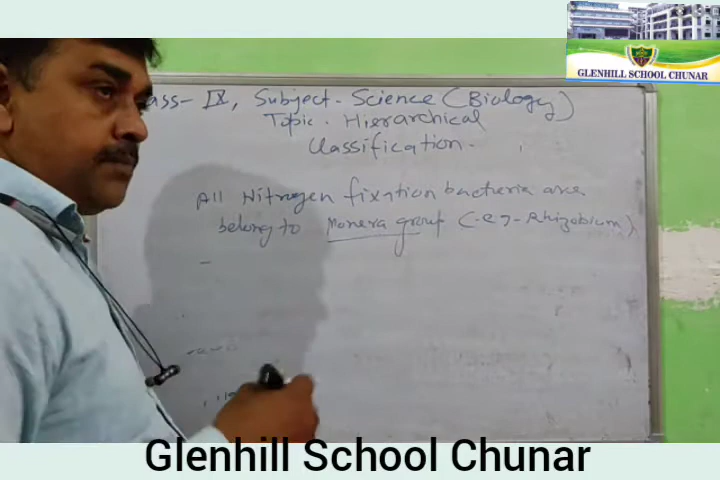 GLENHILL SCHOOL CHUNAR
ass- IX, Subject - Science (Biology)
Topic - Hierarchical
Classification.
All Nitrogen fixation bacteria are
belong to Monera group (e.g - Rhizobium)
Glenhill School Chunar